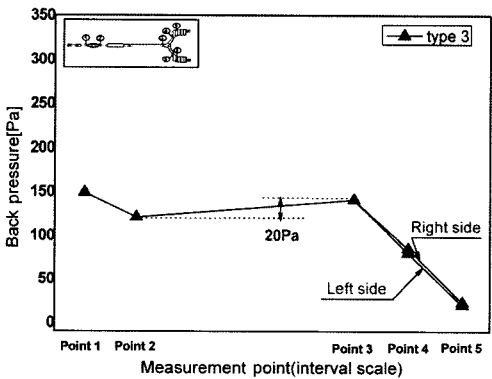 350
300
250
200
150
100
50
0
Back pressure[Pa]
type 3
20Pa
Right side
Left side
Point 1
Point 2
Point 3
Point 4
Point 5
Measurement point(interval scale)